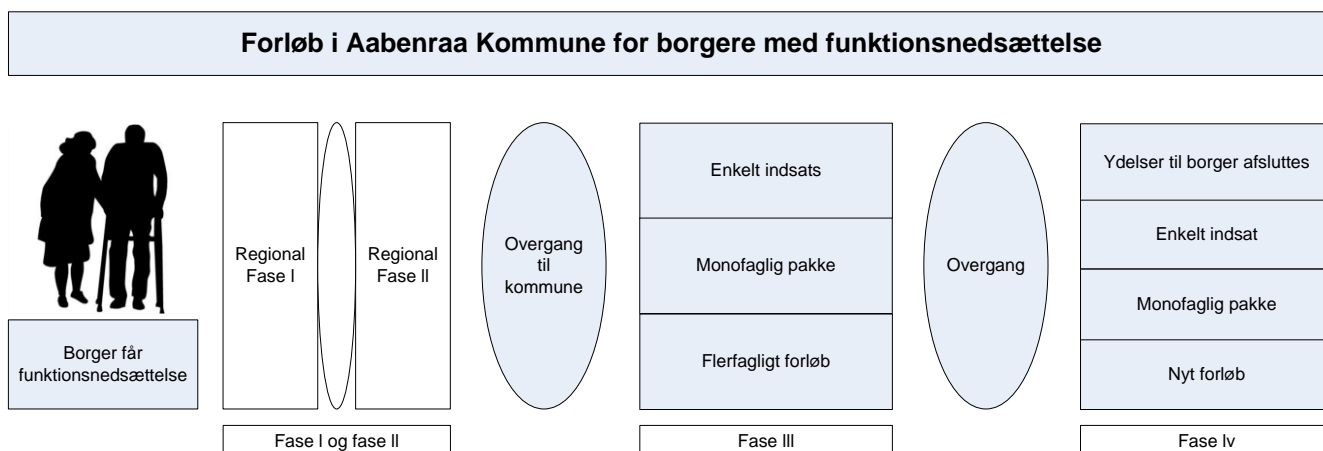 Forløb i Aabenraa Kommune for borgere med funktionsnedsættelse
Borger får
funktionsnedsættelse
Regional
Fase I
Regional
Fase II
Fase I og fase II
Overgang
til
kommune
Enkelt indsats
Monofaglig pakke
Flerfagligt forløb
Fase III
Overgang
Ydelser til borger afsluttes
Enkelt indsat
Monofaglig pakke
Nyt forløb
Fase Iv